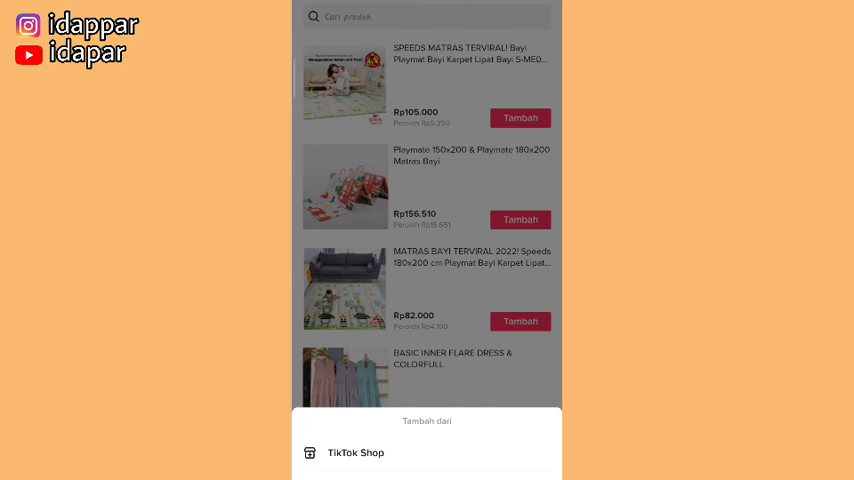 idappar
idapar
Cari produk
SPEEDS MATRAS TERVIRAL! Bayi
Playmat Bayi Karpet Lipat Bayi S-ME0...
Rp105.000
Peroleh Rp5.250
Tambah
Playmate 150x200 & Playmate 180x200
Matras Bayi
Rp156.510
Peroleh Rp15.651
Tambah
MATRAS BAYI TERVIRAL 2022! Speeds
180x200 cm Playmat Bayi Karpet Lipat...
Rp82.000
Peroleh Rp4.100
Tambah
BASIC INNER FLARE DRESS &
COLORFULL
Tambah dari
TikTok Shop